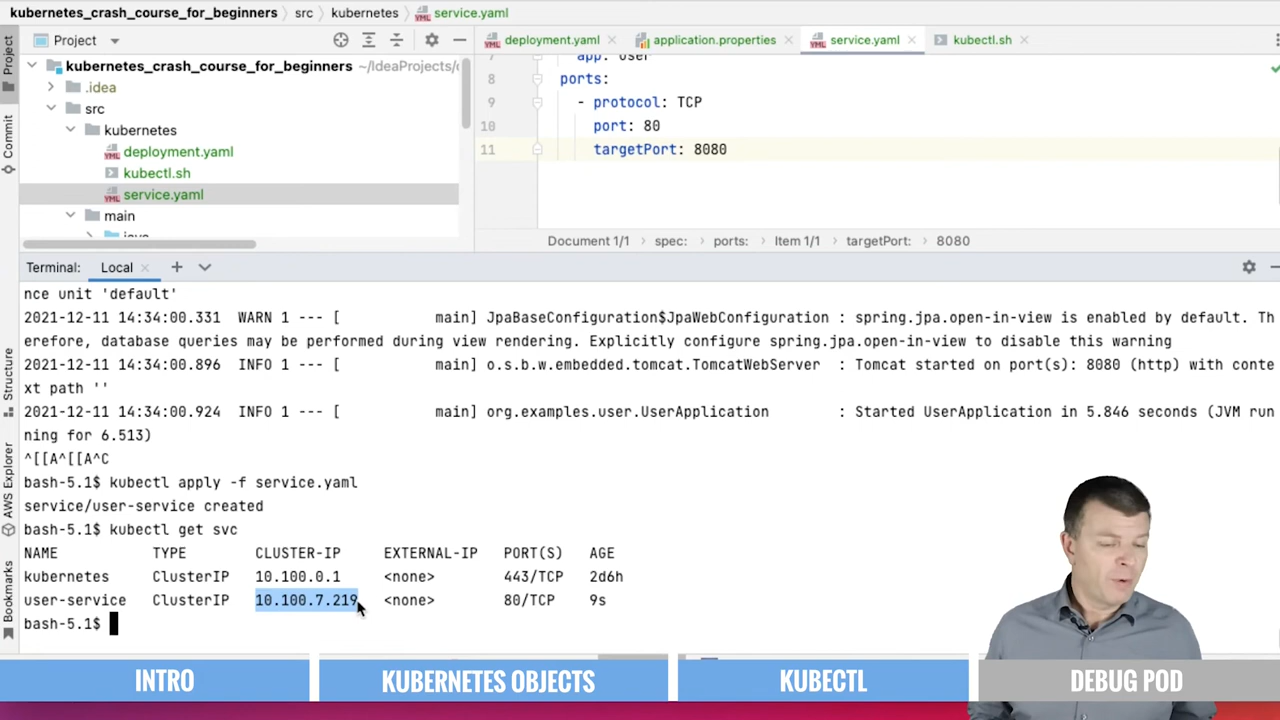 kubernetes_crash_course_for_beginners > src > kubernetes > service.yaml
Project
kubernetes_crash_course_for_beginners ~/IdeaProjects/
.idea
src
kubernetes
deployment.yaml
kubectl.sh
service.yaml
main
deployment.yaml application.properties service.yaml kubectl.sh
app: user
8 ports:
9 - protocol: TCP
10 port: 80
11 targetPort: 8080
Document 1/1 > spec: > ports: > Item 1/1 > targetPort: > 8080
Project
Commit
Structure
AWS Explorer
Bookmarks
Terminal: Local
nce unit 'default'
2021-12-11 14:34:00.331 WARN 1 --- [ main] JpaBaseConfiguration$JpaWebConfiguration : spring.jpa.open-in-view is enabled by default. Th
erefore, database queries may be performed during view rendering. Explicitly configure spring.jpa.open-in-view to disable this warning
2021-12-11 14:34:00.896 INFO 1 --- [ main] o.s.b.w.embedded.tomcat.TomcatWebServer : Tomcat started on port(s): 8080 (http) with conte
xt path ''
2021-12-11 14:34:00.924 INFO 1 --- [ main] org.examples.user.UserApplication : Started UserApplication in 5.846 seconds (JVM run
ning for 6.513)
^[[A^[[A^C
bash-5.1$ kubectl apply -f service.yaml
service/user-service created
bash-5.1$ kubectl get svc
NAME TYPE CLUSTER-IP EXTERNAL-IP PORT(S) AGE
kubernetes ClusterIP 10.100.0.1 <none> 443/TCP 2d6h
user-service ClusterIP 10.100.7.219 <none> 80/TCP 9s
bash-5.1$
INTRO
KUBERNETES OBJECTS
KUBECTL
DEBUG POD